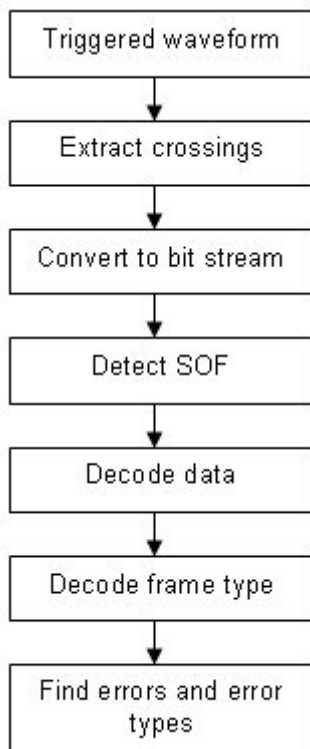 Triggered waveform
Extract crossings
Convert to bit stream
Detect SOF
Decode data
Decode frame type
Find errors and error
types